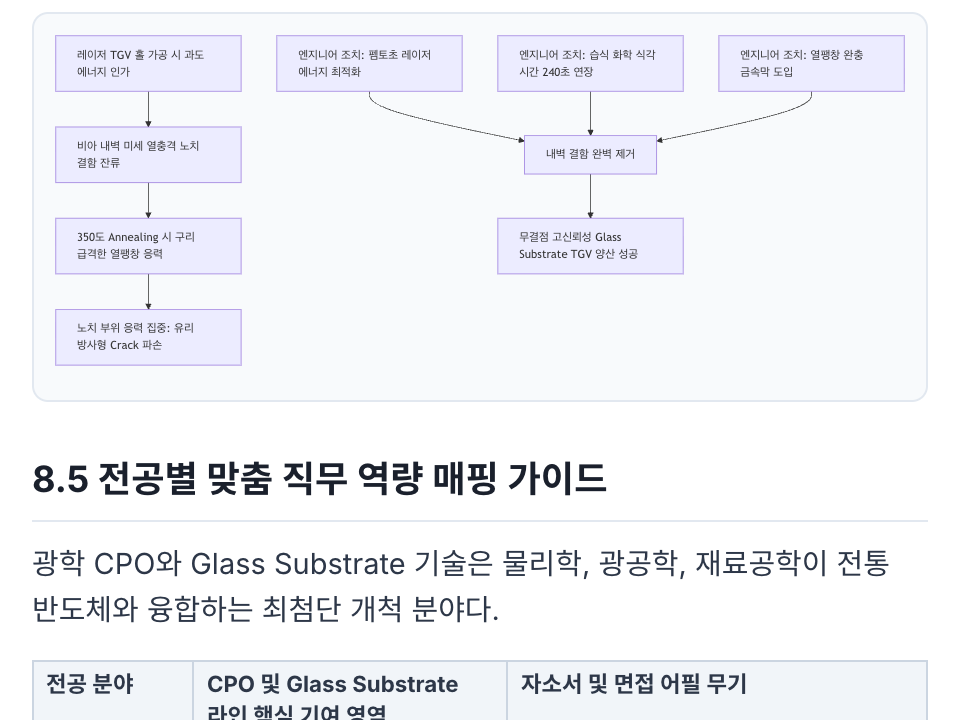 레이저 TGV 홀 가공 시 과도
에너지 인가
비아 내벽 미세 열충격 노치
결함 잔류
350도 Annealing 시 구리
급격한 열팽창 응력
노치 부위 응력 집중: 유리
방사형 Crack 파손
엔지니어 조치: 펨토초 레이저
에너지 최적화
엔지니어 조치: 습식 화학 식각
시간 240초 연장
엔지니어 조치: 열팽창 완충
금속막 도입
내벽 결함 완벽 제거
무결점 고신뢰성 Glass
Substrate TGV 양산 성공
8.5 전공별 맞춤 직무 역량 매핑 가이드
광학 CPO와 Glass Substrate 기술은 물리학, 광공학, 재료공학이 전통
반도체와 융합하는 최첨단 개척 분야다.
전공 분야
CPO 및 Glass Substrate
라인 핵심 기여 영역
자소서 및 면접 어필 무기